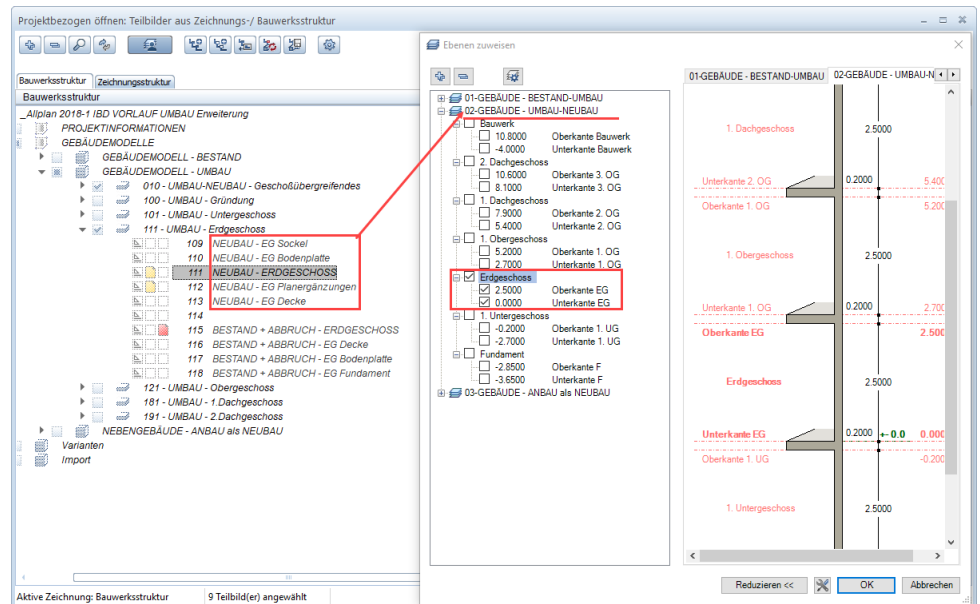 Projektbezogen öffnen: Teilbilder aus Zeichnungs-/ Bauwerksstruktur
Bauwerksstruktur Zeichnungsstruktur
Bauwerksstruktur
_Allplan 2018-1 IBD VORLAUF UMBAU Erweiterung
PROJEKTINFORMATIONEN
GEBÄUDEMODELLE
GEBÄUDEMODELL - BESTAND
GEBÄUDEMODELL - UMBAU
010 - UMBAU-NEUBAU - Geschoßübergreifendes
100 - UMBAU - Gründung
101 - UMBAU - Untergeschoss
111 - UMBAU - Erdgeschoss
109 NEUBAU - EG Sockel
110 NEUBAU - EG Bodenplatte
111 NEUBAU - ERDGESCHOSS
112 NEUBAU - EG Planergänzungen
113 NEUBAU - EG Decke
114
115 BESTAND + ABBRUCH - ERDGESCHOSS
116 BESTAND + ABBRUCH - EG Decke
117 BESTAND + ABBRUCH - EG Bodenplatte
118 BESTAND + ABBRUCH - EG Fundament
121 - UMBAU - Obergeschoss
181 - UMBAU - 1.Dachgeschoss
191 - UMBAU - 2.Dachgeschoss
NEBENGEBÄUDE - ANBAU als NEUBAU
Varianten
Import
Aktive Zeichnung: Bauwerksstruktur 9 Teilbild(er) angewählt
Ebenen zuweisen
01-GEBÄUDE - BESTAND-UMBAU
02-GEBÄUDE - UMBAU-NEUBAU
Bauwerk
10.8000 Oberkante Bauwerk
-4.0000 Unterkante Bauwerk
2. Dachgeschoss
10.6000 Oberkante 3. OG
8.1000 Unterkante 3. OG
1. Dachgeschoss
7.9000 Oberkante 2. OG
5.4000 Unterkante 2. OG
1. Obergeschoss
5.2000 Oberkante 1. OG
2.7000 Unterkante 1. OG
Erdgeschoss
2.5000 Oberkante EG
0.0000 Unterkante EG
1. Untergeschoss
-0.2000 Oberkante 1. UG
-2.7000 Unterkante 1. UG
Fundament
-2.8500 Oberkante F
-3.6500 Unterkante F
03-GEBÄUDE - ANBAU als NEUBAU
01-GEBÄUDE - BESTAND-UMBAU 02-GEBÄUDE - UMBAU-N
1. Dachgeschoss 2.5000
Unterkante 2. OG 0.2000 5.400
Oberkante 1. OG 5.200
1. Obergeschoss 2.5000
Unterkante 1. OG 0.2000 2.700
Oberkante EG 2.500
Erdgeschoss 2.5000
Unterkante EG 0.2000 +- 0.0 0.000
Oberkante 1. UG -0.200
1. Untergeschoss 2.5000
Reduzieren << OK Abbrechen